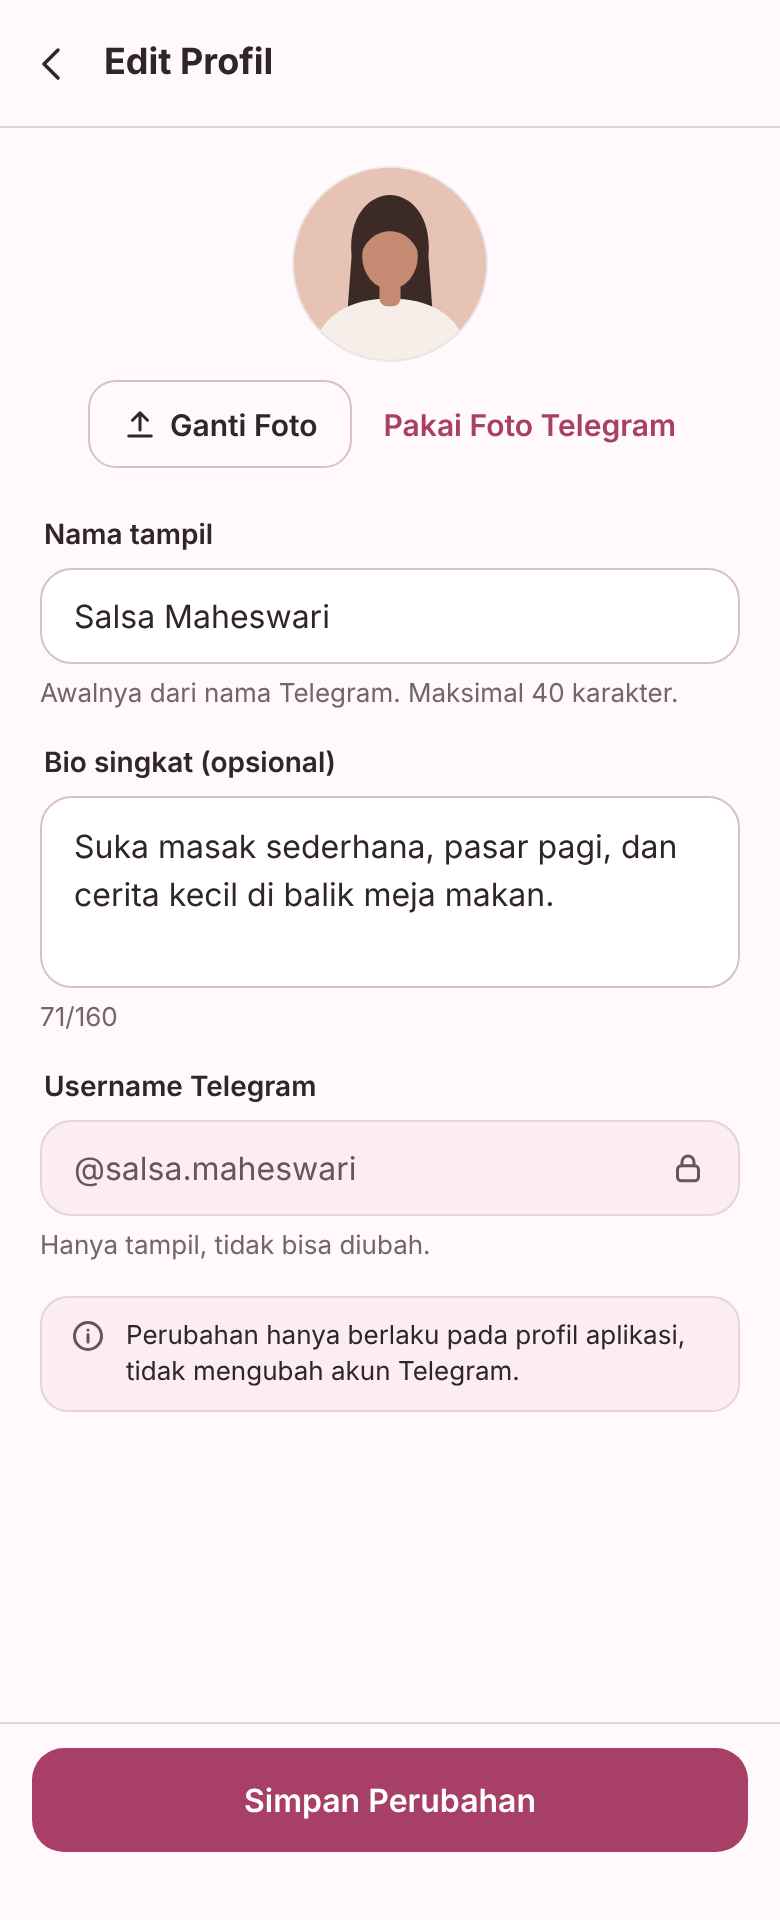 Edit Profil
Ganti Foto
Pakai Foto Telegram
Nama tampil
Salsa Maheswari
Awalnya dari nama Telegram. Maksimal 40 karakter.
Bio singkat (opsional)
Suka masak sederhana, pasar pagi, dan
cerita kecil di balik meja makan.
71/160
Username Telegram
@salsa.maheswari
Hanya tampil, tidak bisa diubah.
Perubahan hanya berlaku pada profil aplikasi,
tidak mengubah akun Telegram.
Simpan Perubahan